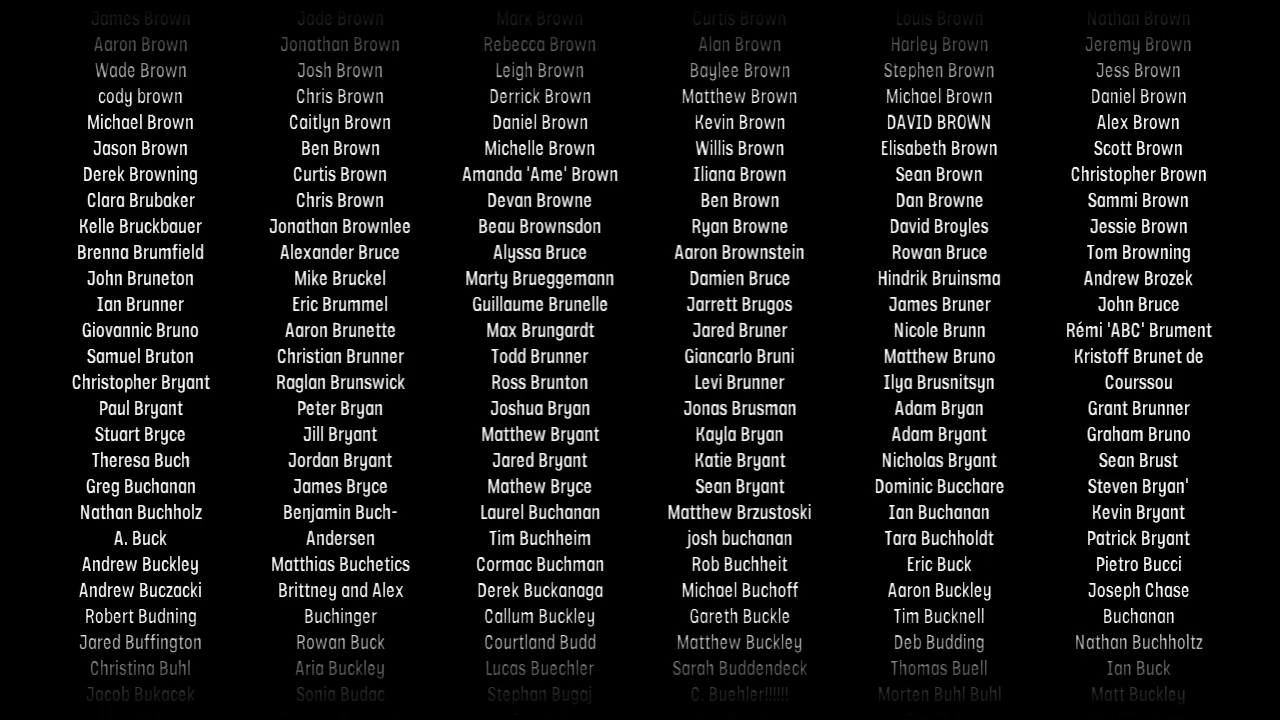 James Brown
Jade Brown
Mark Brown
Curtis Brown
Louis Brown
Nathan Brown
Aaron Brown
Jonathan Brown
Rebecca Brown
Alan Brown
Harley Brown
Jeremy Brown
Wade Brown
Josh Brown
Leigh Brown
Baylee Brown
Stephen Brown
Jess Brown
cody brown
Chris Brown
Derrick Brown
Matthew Brown
Michael Brown
Daniel Brown
Michael Brown
Caitlyn Brown
Daniel Brown
Kevin Brown
DAVID BROWN
Alex Brown
Jason Brown
Ben Brown
Michelle Brown
Willis Brown
Elisabeth Brown
Scott Brown
Derek Browning
Curtis Brown
Amanda 'Ame' Brown
Iliana Brown
Sean Brown
Christopher Brown
Clara Brubaker
Chris Brown
Devan Browne
Ben Brown
Dan Browne
Sammi Brown
Kelle Bruckbauer
Jonathan Brownlee
Beau Brownsdon
Ryan Browne
David Broyles
Jessie Brown
Brenna Brumfield
Alexander Bruce
Alyssa Bruce
Aaron Brownstein
Rowan Bruce
Tom Browning
John Bruneton
Mike Bruckel
Marty Brueggemann
Damien Bruce
Hindrik Bruinsma
Andrew Brozek
Ian Brunner
Eric Brummel
Guillaume Brunelle
Jarrett Brugos
James Bruner
John Bruce
Giovannic Bruno
Aaron Brunette
Max Brungardt
Jared Bruner
Nicole Brunn
Rémi 'ABC' Brument
Samuel Bruton
Christian Brunner
Todd Brunner
Giancarlo Bruni
Matthew Bruno
Kristoff Brunet de
Christopher Bryant
Raglan Brunswick
Ross Brunton
Levi Brunner
Ilya Brusnitsyn
Courssou
Paul Bryant
Peter Bryan
Joshua Bryan
Jonas Brusman
Adam Bryan
Grant Brunner
Stuart Bryce
Jill Bryant
Matthew Bryant
Kayla Bryan
Adam Bryant
Graham Bruno
Theresa Buch
Jordan Bryant
Jared Bryant
Katie Bryant
Nicholas Bryant
Sean Brust
Greg Buchanan
James Bryce
Mathew Bryce
Sean Bryant
Dominic Bucchare
Steven Bryan'
Nathan Buchholz
Benjamin Buch-
Laurel Buchanan
Matthew Brzustoski
Ian Buchanan
Kevin Bryant
A. Buck
Andersen
Tim Buchheim
josh buchanan
Tara Buchholdt
Patrick Bryant
Andrew Buckley
Matthias Buchetics
Cormac Buchman
Rob Buchheit
Eric Buck
Pietro Bucci
Andrew Buczacki
Brittney and Alex
Derek Buckanaga
Michael Buchoff
Aaron Buckley
Joseph Chase
Robert Budning
Buchinger
Callum Buckley
Gareth Buckle
Tim Bucknell
Buchanan
Jared Buffington
Rowan Buck
Courtland Budd
Matthew Buckley
Deb Budding
Nathan Buchholtz
Christina Buhl
Aria Buckley
Lucas Buechler
Sarah Buddendeck
Thomas Buell
Ian Buck
Jacob Bukacek
Sonia Budac
Stephan Bugaj
C. Buehler!!!!!!
Morten Buhl Buhl
Matt Buckley